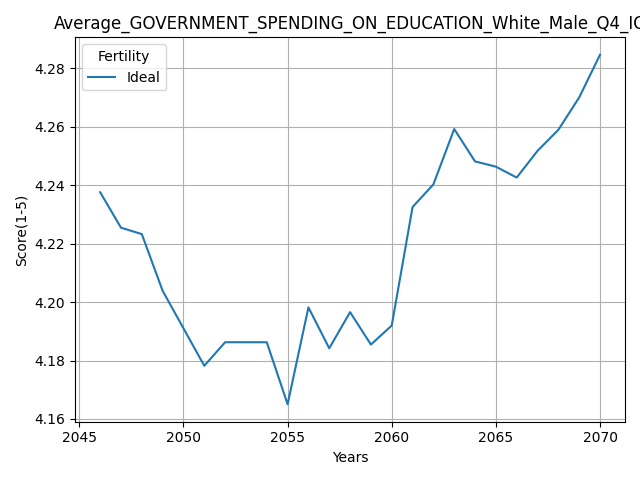 Average_GOVERNMENT_SPENDING_ON_EDUCATION_White_Male_Q4_IQ
Fertility
Ideal
Score(1-5)
4.28
4.26
4.24
4.22
4.20
4.18
4.16
2045 2050 2055 2060 2065 2070
Years